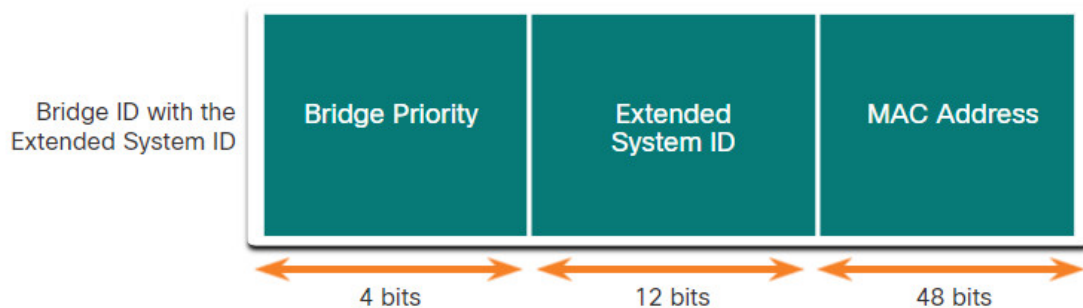 Bridge ID with the
Extended System ID
Bridge Priority
Extended
System ID
MAC Address
4 bits
12 bits
48 bits